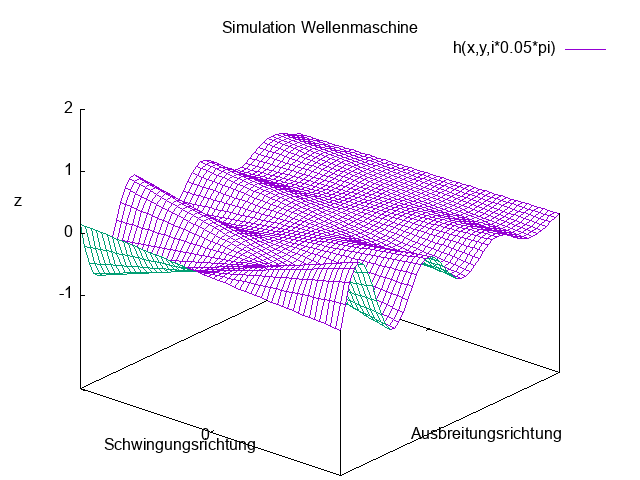 Simulation Wellenmaschine
h(x,y,i*0.05*pi)
2
1
z
0
-1
0
Schwingungsrichtung
Ausbreitungsrichtung